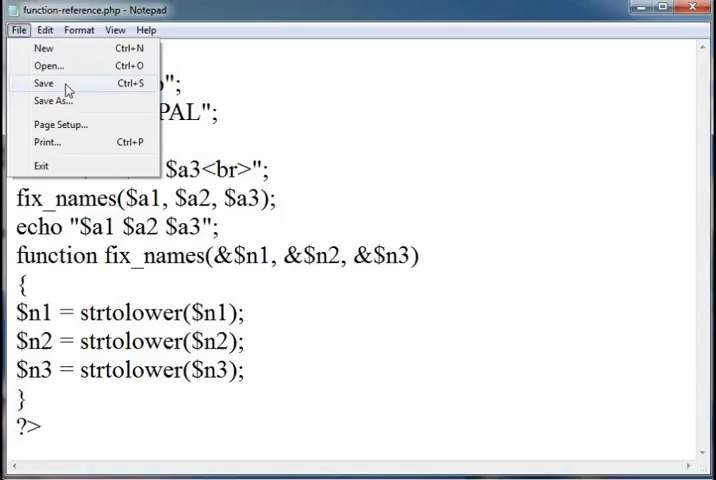 function-reference.php - Notepad
File Edit Format View Help
New Ctrl+N
Open... Ctrl+O
Save Ctrl+S
Save As...
Page Setup...
Print... Ctrl+P
Exit
";
PAL";
$a3<br>";
fix_names($a1, $a2, $a3);
echo "$a1 $a2 $a3";
function fix_names(&$n1, &$n2, &$n3)
{
$n1 = strtolower($n1);
$n2 = strtolower($n2);
$n3 = strtolower($n3);
}
?>